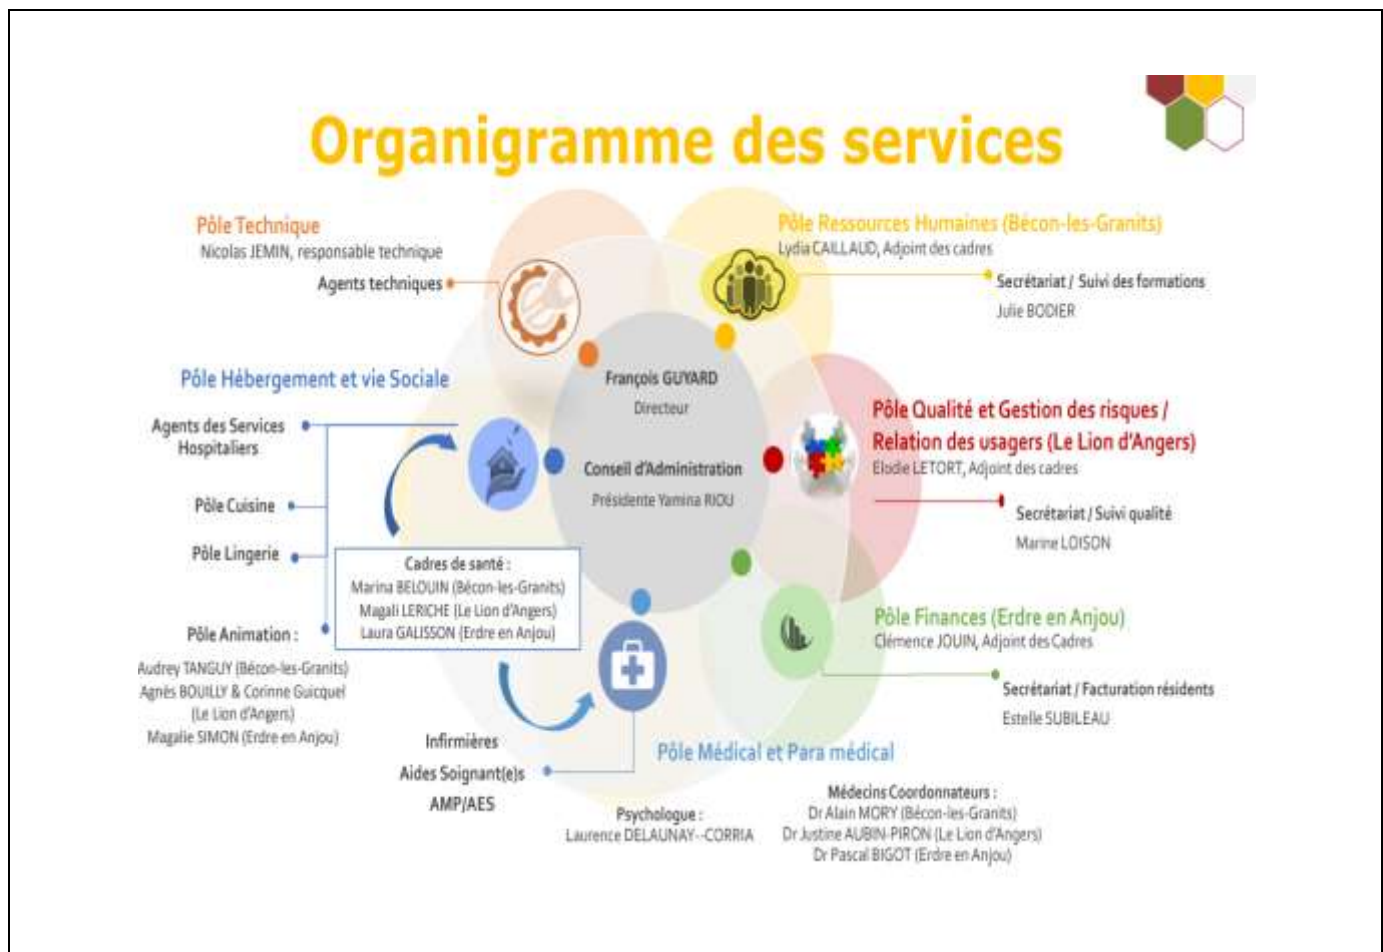 Organigramme des services
Pôle Technique
Nicolas JEMIN, responsable technique
Agents techniques
Pôle Ressources Humaines (Bécon-les-Granits)
Lydia CAILLAUD, Adjoint des cadres
Secrétariat / Suivi des formations
Julie BODIER
François GUYARD
Directeur
Conseil d'Administration
Présidente Yamina RIOU
Pôle Hébergement et vie Sociale
Agents des Services
Hospitaliers
Pôle Cuisine
Pôle Lingerie
Pôle Animation :
Audrey TANGUY (Bécon-les-Granits)
Agnès BOUILLY & Corinne Guicquel
(Le Lion d'Angers)
Magalie SIMON (Erdre en Anjou)
Cadres de santé :
Marina BELOUIN (Bécon-les-Granits)
Magali LERICHE (Le Lion d'Angers)
Laura GALISSON (Erdre en Anjou)
Pôle Qualité et Gestion des risques /
Relation des usagers (Le Lion d'Angers)
Elodie LETORT, Adjoint des cadres
Secrétariat / Suivi qualité
Marine LOISON
Pôle Finances (Erdre en Anjou)
Clémence JOUIN, Adjoint des Cadres
Secrétariat / Facturation résidents
Estelle SUBILEAU
Infirmières
Aides Soignant(e)s
AMP/AES
Pôle Médical et Para médical
Psychologue :
Laurence DELAUNAY--CORRIA
Médecins Coordonnateurs :
Dr Alain MORY (Bécon-les-Granits)
Dr Justine AUBIN-PIRON (Le Lion d'Angers)
Dr Pascal BIGOT (Erdre en Anjou)